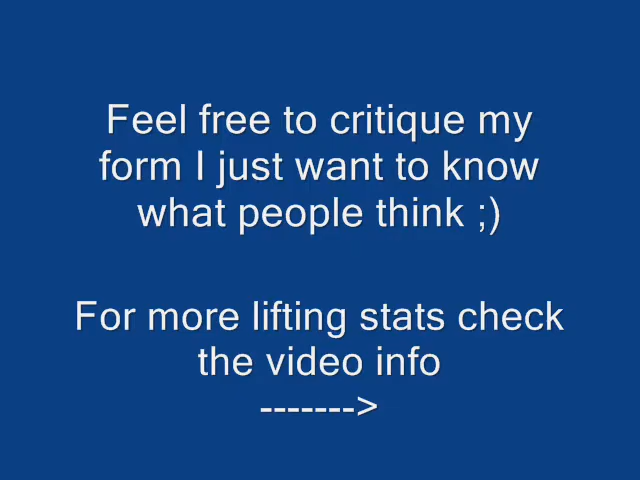 Feel free to critique my
form I just want to know
what people think ;)
For more lifting stats check
the video info
------->